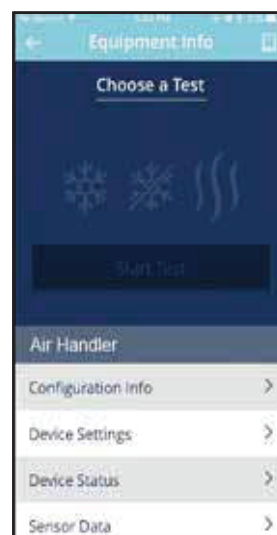 Equipment Info
Choose a Test
Start Test
Air Handler
Configuration Info
Device Settings
Device Status
Sensor Data